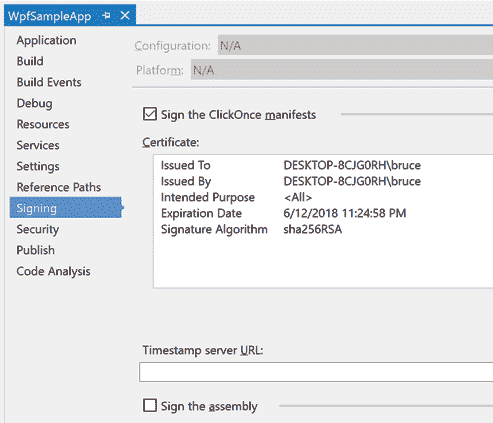 WpfSampleApp
Application
Build
Build Events
Debug
Resources
Services
Settings
Reference Paths
Signing
Security
Publish
Code Analysis
Configuration: N/A
Platform: N/A
Sign the ClickOnce manifests
Certificate:
Issued To DESKTOP-8CJG0RH\bruce
Issued By DESKTOP-8CJG0RH\bruce
Intended Purpose <All>
Expiration Date 6/12/2018 11:24:58 PM
Signature Algorithm sha256RSA
Timestamp server URL:
Sign the assembly